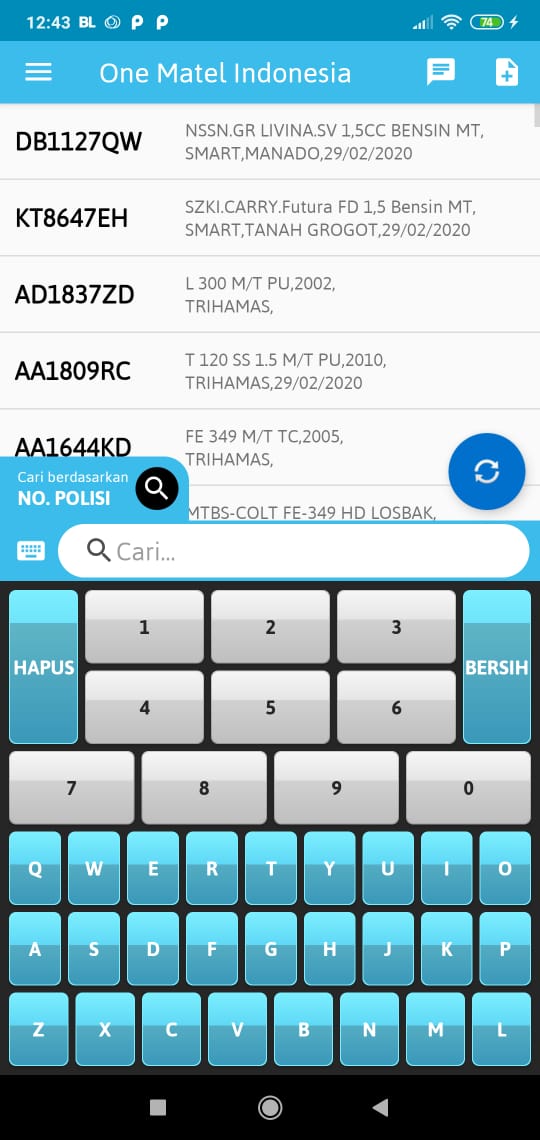 12:43 BL P P 74
One Matel Indonesia
DB1127QW
NSSN.GR LIVINA.SV 1,5CC BENSIN MT,
SMART,MANADO,29/02/2020
KT8647EH
SZKI.CARRY.Futura FD 1,5 Bensin MT,
SMART,TANAH GROGOT,29/02/2020
AD1837ZD
L 300 M/T PU,2002,
TRIHAMAS,
AA1809RC
T 120 SS 1.5 M/T PU,2010,
TRIHAMAS,29/02/2020
AA1644KD
FE 349 M/T TC,2005,
TRIHAMAS,
Cari berdasarkan
NO. POLISI
MTBS-COLT FE-349 HD LOSBAK,
Cari...
HAPUS
1 2 3
BERSIH
4 5 6
7 8 9 0
Q W E R T Y U I O
A S D F G H J K P
Z X C V B N M L